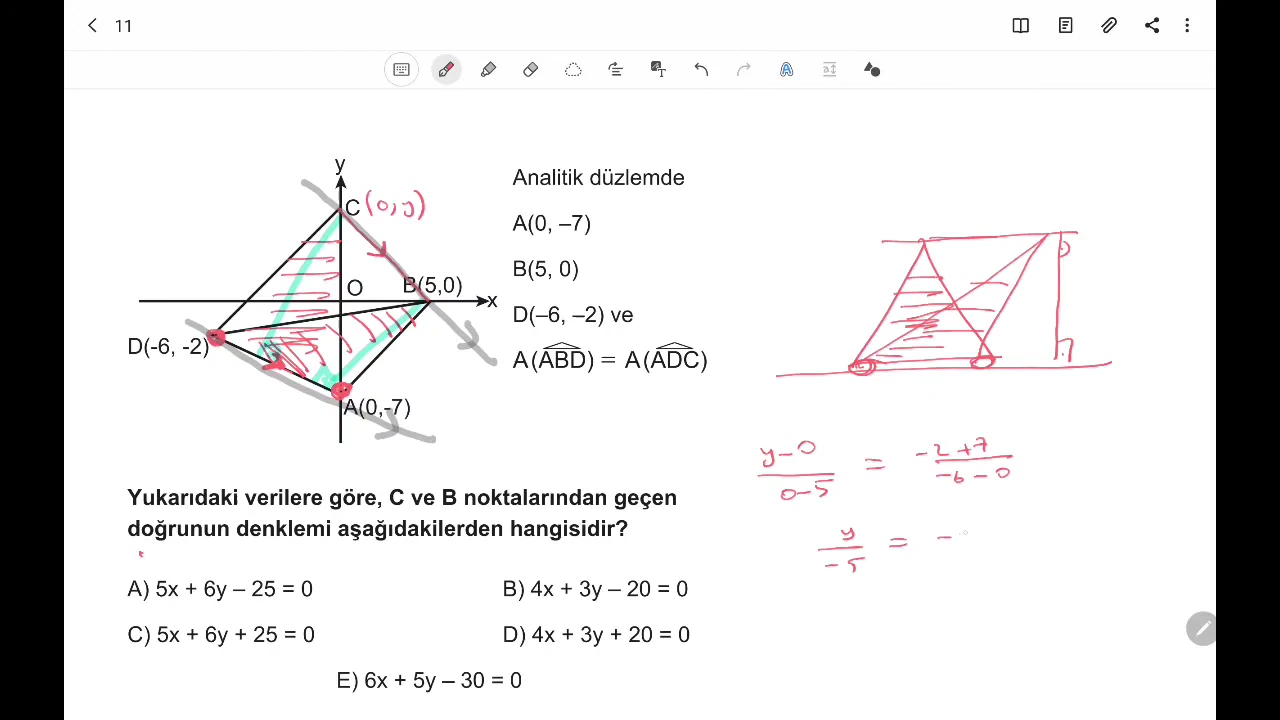 11
y
C (0,y)
O
B(5,0)
x
D(-6, -2)
A(0,-7)
Analitik düzlemde
A(0, –7)
B(5, 0)
D(–6, –2) ve
A(ABD) = A(ADC)
y-0 / 0-5 = -2+7 / -6-0
y / -5 = -
Yukarıdaki verilere göre, C ve B noktalarından geçen
doğrunun denklemi aşağıdakilerden hangisidir?
A) 5x + 6y – 25 = 0
B) 4x + 3y – 20 = 0
C) 5x + 6y + 25 = 0
D) 4x + 3y + 20 = 0
E) 6x + 5y – 30 = 0